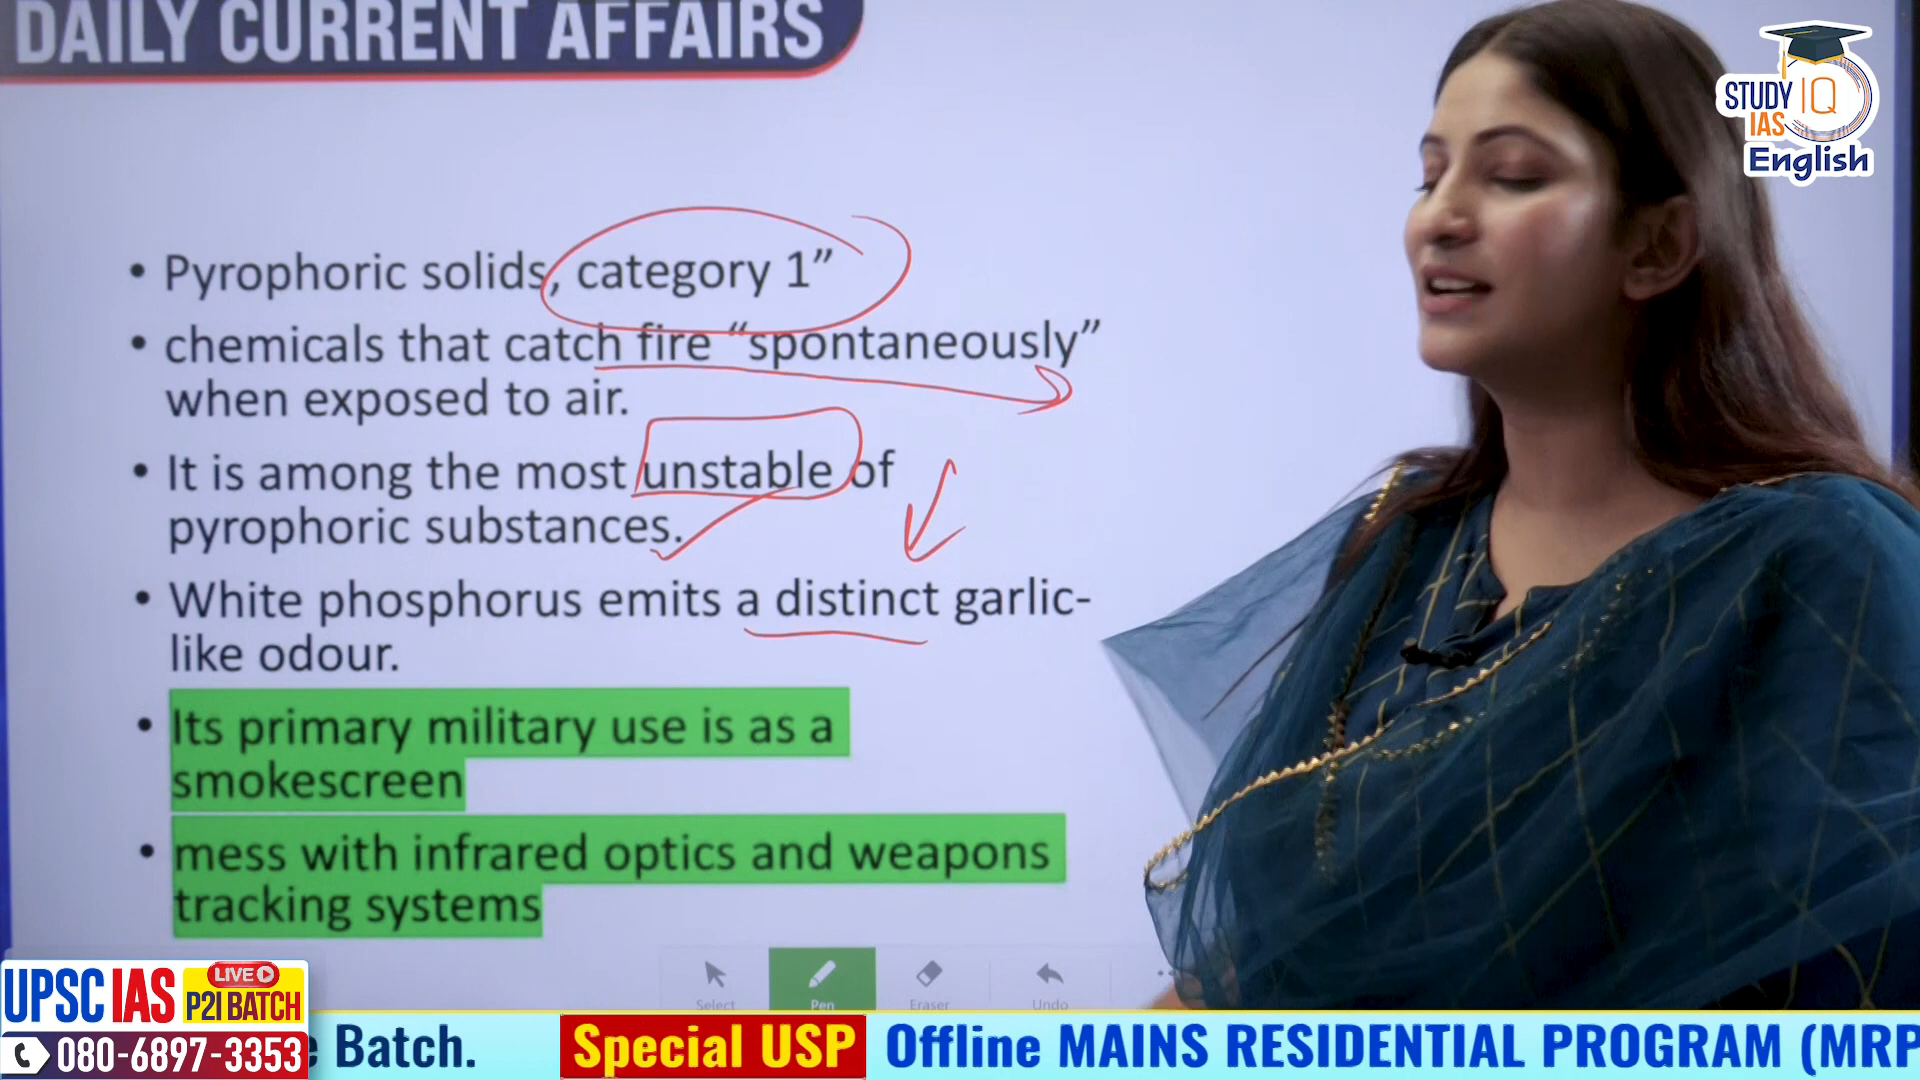 DAILY CURRENT AFFAIRS
STUDY IQ
IAS
English
• Pyrophoric solids, category 1”
• chemicals that catch fire “spontaneously”
when exposed to air.
• It is among the most unstable of
pyrophoric substances.
• White phosphorus emits a distinct garlic-
like odour.
• Its primary military use is as a
smokescreen
• mess with infrared optics and weapons
tracking systems
Select
Pen
Eraser
Undo
UPSC IAS LIVE
P2I BATCH
080-6897-3353
e Batch. Special USP Offline MAINS RESIDENTIAL PROGRAM (MRP